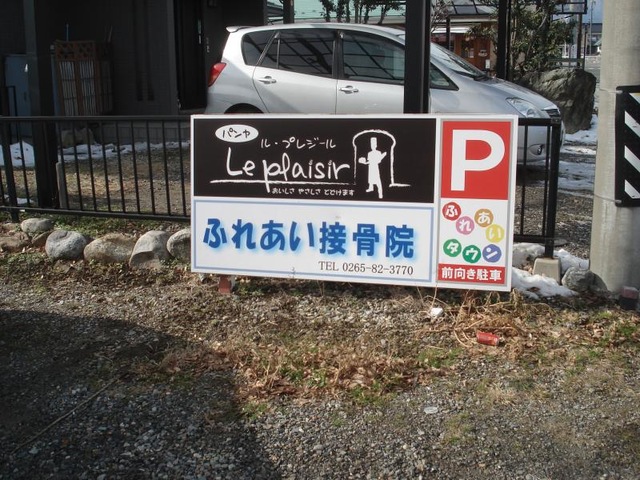 パンヤ
ル・プレジール
Le plaisir
おいしさ やさしさ とどけます
ふれあい接骨院
TEL 0265-82-3770
P
ふれあい
タウン
前向き駐車